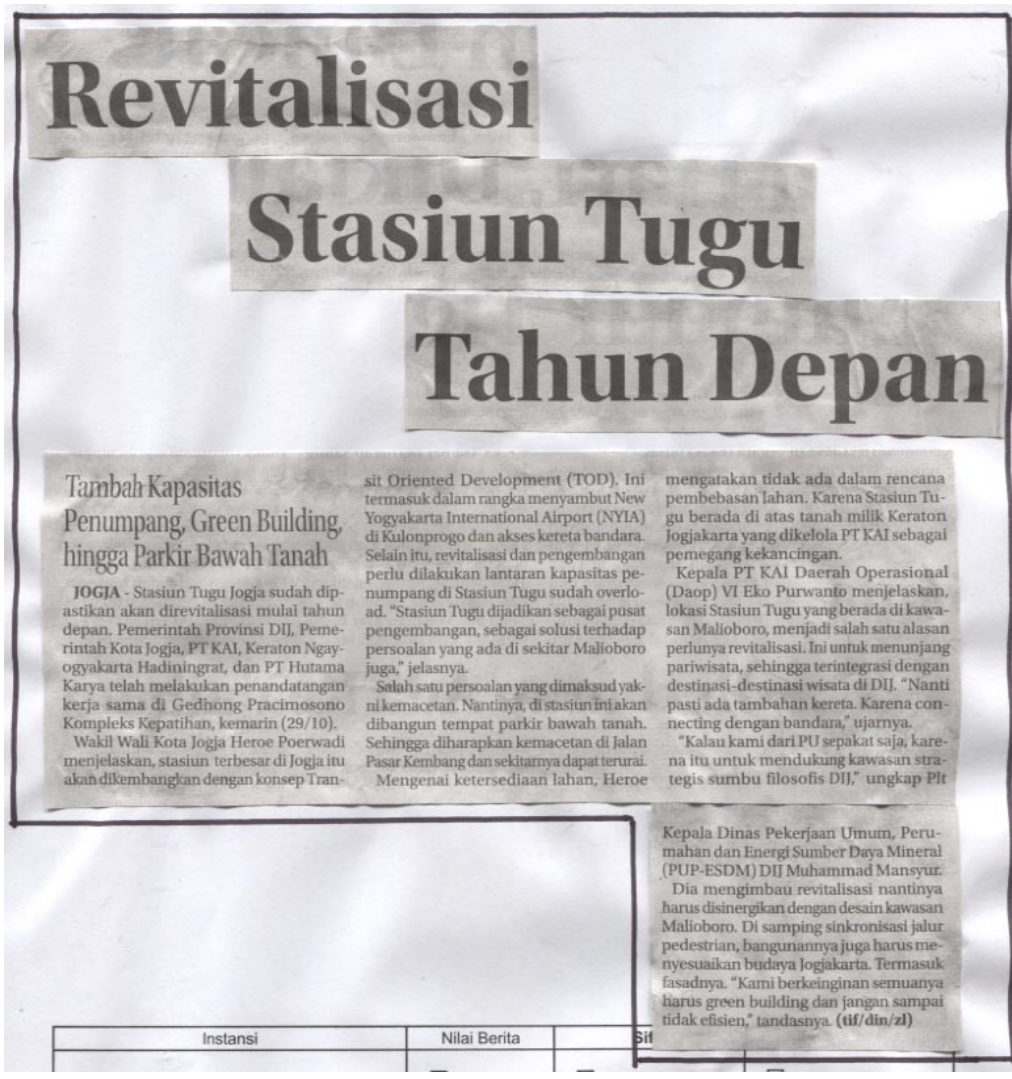 Revitalisasi
Stasiun Tugu
Tahun Depan
Tambah Kapasitas
Penumpang, Green Building,
hingga Parkir Bawah Tanah
JOGJA - Stasiun Tugu Jogja sudah dip-
astikan akan direvitalisasi mulai tahun
depan. Pemerintah Provinsi DIJ, Peme-
rintah Kota Jogja, PT KAI, Keraton Ngay-
ogyakarta Hadiningrat, dan PT Hutama
Karya telah melakukan penandatangan
kerja sama di Gedhong Pracimosono
Kompleks Kepatihan, kemarin (29/10).
Wakil Wali Kota Jogja Heroe Poerwadi
menjelaskan, stasiun terbesar di Jogja itu
akan dikembangkan dengan konsep Tran-
sit Oriented Development (TOD). Ini
termasuk dalam rangka menyambut New
Yogyakarta International Airport (NYIA)
di Kulonprogo dan akses kereta bandara.
Selain itu, revitalisasi dan pengembangan
perlu dilakukan lantaran kapasitas pe-
numpang di Stasiun Tugu sudah overlo-
ad. “Stasiun Tugu dijadikan sebagai pusat
pengembangan, sebagai solusi terhadap
persoalan yang ada di sekitar Malioboro
juga,” jelasnya.
Salah satu persoalan yang dimaksud yak-
ni kemacetan. Nantinya, di stasiun ini akan
dibangun tempat parkir bawah tanah.
Sehingga diharapkan kemacetan di Jalan
Pasar Kembang dan sekitarnya dapat terurai.
Mengenai ketersediaan lahan, Heroe
mengatakan tidak ada dalam rencana
pembebasan lahan. Karena Stasiun Tu-
gu berada di atas tanah milik Keraton
Jogjakarta yang dikelola PT KAI sebagai
pemegang kekancingan.
Kepala PT KAI Daerah Operasional
(Daop) VI Eko Purwanto menjelaskan,
lokasi Stasiun Tugu yang berada di kawa-
san Malioboro, menjadi salah satu alasan
perlunya revitalisasi. Ini untuk menunjang
pariwisata, sehingga terintegrasi dengan
destinasi-destinasi wisata di DIJ. “Nanti
pasti ada tambahan kereta. Karena con-
necting dengan bandara,” ujarnya.
“Kalau kami dari PU sepakat saja, kare-
na itu untuk mendukung kawasan stra-
tegis sumbu filosofis DIJ,” ungkap Plt
Kepala Dinas Pekerjaan Umum, Peru-
mahan dan Energi Sumber Daya Mineral
(PUP-ESDM) DIJ Muhammad Mansyur.
Dia mengimbau revitalisasi nantinya
harus disinergikan dengan desain kawasan
Malioboro. Di samping sinkronisasi jalur
pedestrian, bangunannya juga harus me-
nyesuaikan budaya Jogjakarta. Termasuk
fasadnya. “Kami berkeinginan semuanya
harus green building dan jangan sampai
tidak efisien,” tandasnya. (tif/din/zl)
Instansi Nilai Berita